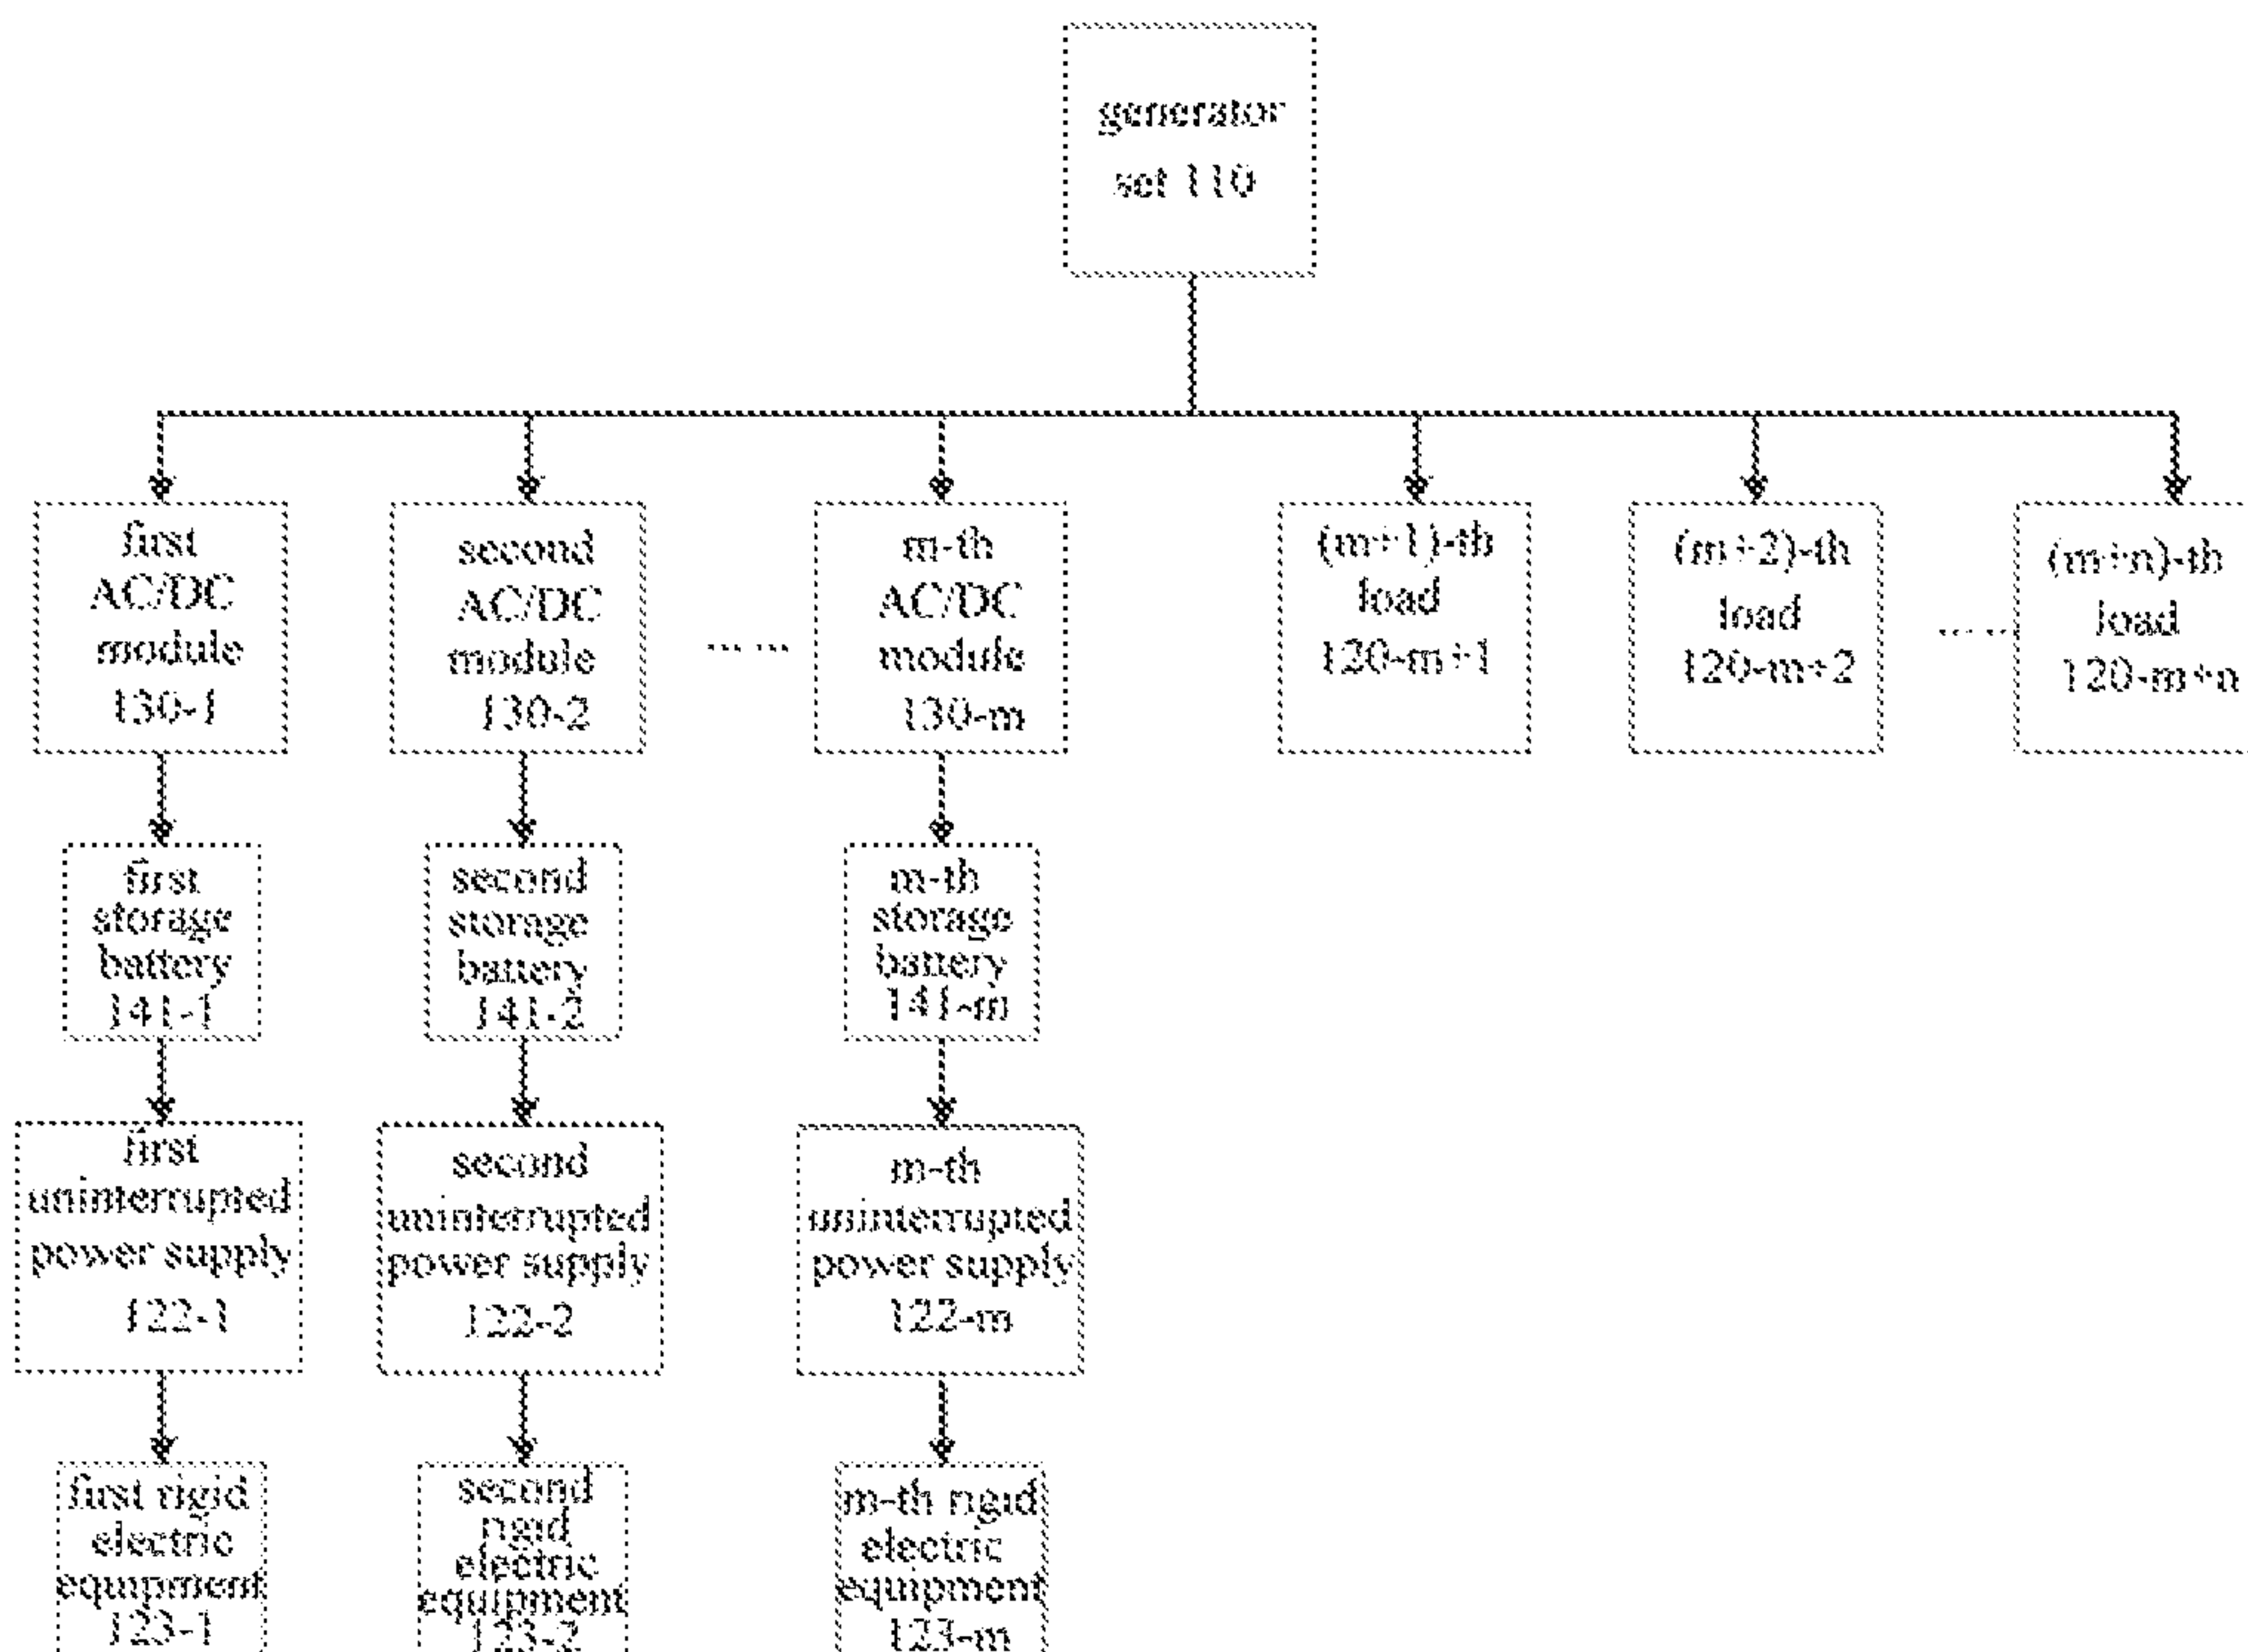 generator
set 110
first
AC/DC
module
130-1
second
AC/DC
module
130-2
......
m-th
AC/DC
module
130-m
(m+1)-th
load
120-m+1
(m+2)-th
load
120-m+2
......
(m+n)-th
load
120-m+n
first
storage
battery
141-1
second
storage
battery
141-2
m-th
storage
battery
141-m
first
uninterrupted
power supply
122-1
second
uninterrupted
power supply
122-2
m-th
uninterrupted
power supply
122-m
first rigid
electric
equipment
123-1
second
rigid
electric
equipment
123-2
m-th rigid
electric
equipment
123-m